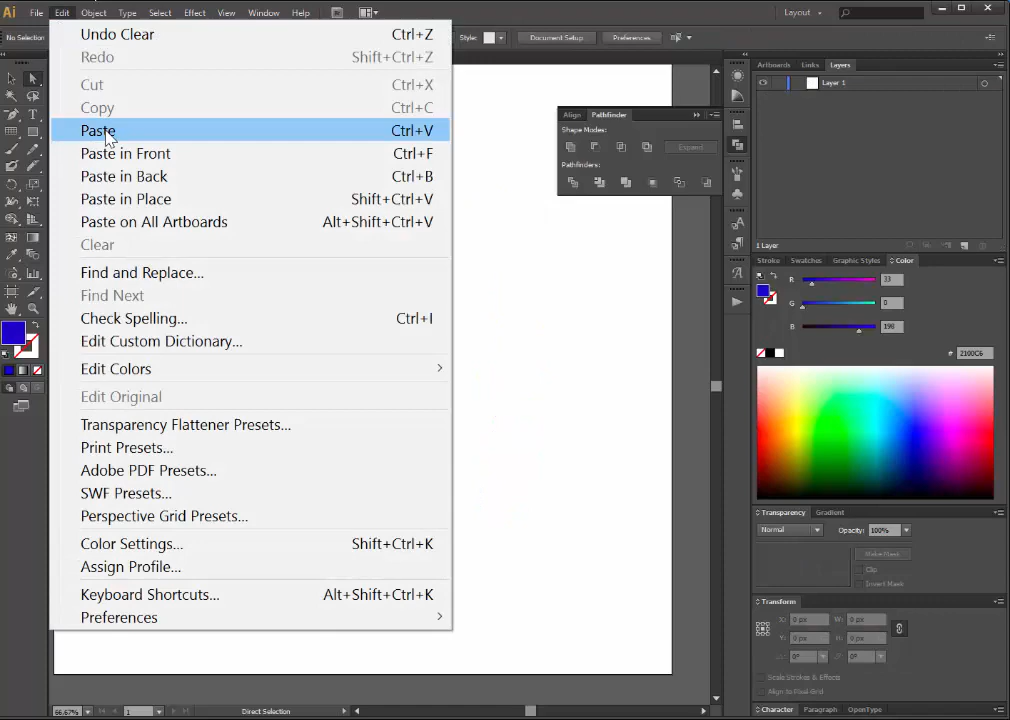 Ai File Edit Object Type Select Effect View Window Help Layout
No Selection Style: Document Setup Preferences
Undo Clear Ctrl+Z
Redo Shift+Ctrl+Z
Cut Ctrl+X
Copy Ctrl+C
Paste Ctrl+V
Paste in Front Ctrl+F
Paste in Back Ctrl+B
Paste in Place Shift+Ctrl+V
Paste on All Artboards Alt+Shift+Ctrl+V
Clear
Find and Replace...
Find Next
Check Spelling... Ctrl+I
Edit Custom Dictionary...
Edit Colors
Edit Original
Transparency Flattener Presets...
Print Presets...
Adobe PDF Presets...
SWF Presets...
Perspective Grid Presets...
Color Settings... Shift+Ctrl+K
Assign Profile...
Keyboard Shortcuts... Alt+Shift+Ctrl+K
Preferences
Align Pathfinder
Shape Modes:
Expand
Pathfinders:
Artboards Links Layers
Layer 1
1 Layer
Stroke Swatches Graphic Styles Color
R 33
G 0
B 198
# 2100C6
Transparency Gradient
Normal Opacity: 100%
Make Mask
Clip
Invert Mask
Transform
X: 0 px W: 0 px
Y: 0 px H: 0 px
0° 0°
Scale Strokes & Effects
Align to Pixel Grid
Character Paragraph OpenType
66.67% 1 Direct Selection